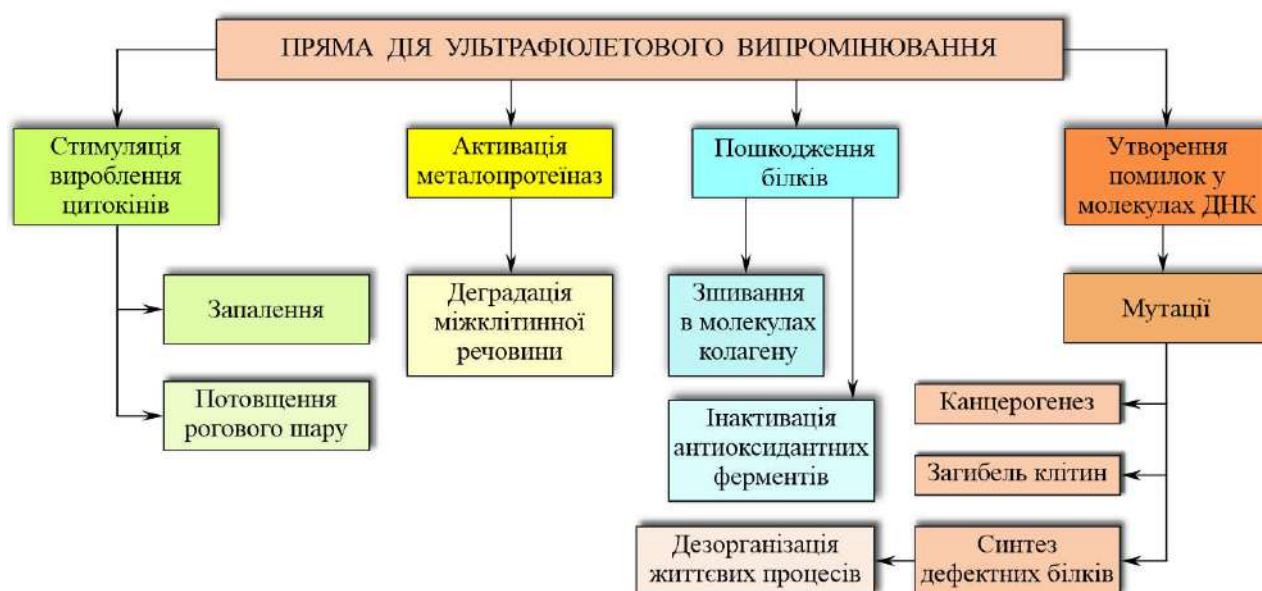 ПРЯМА ДІЯ УЛЬТРАФІОЛЕТОВОГО ВИПРОМІНЮВАННЯ
Стимуляція
вироблення
цитокінів
Активація
металопротеїназ
Пошкодження
білків
Утворення
помилок у
молекулах ДНК
Запалення
Деградація
міжклітинної
речовини
Зшивання
в молекулах
колагену
Мутації
Потовщення
рогового шару
Інактивація
антиоксидантних
ферментів
Канцерогенез
Загибель клітин
Дезорганізація
життєвих процесів
Синтез
дефектних білків